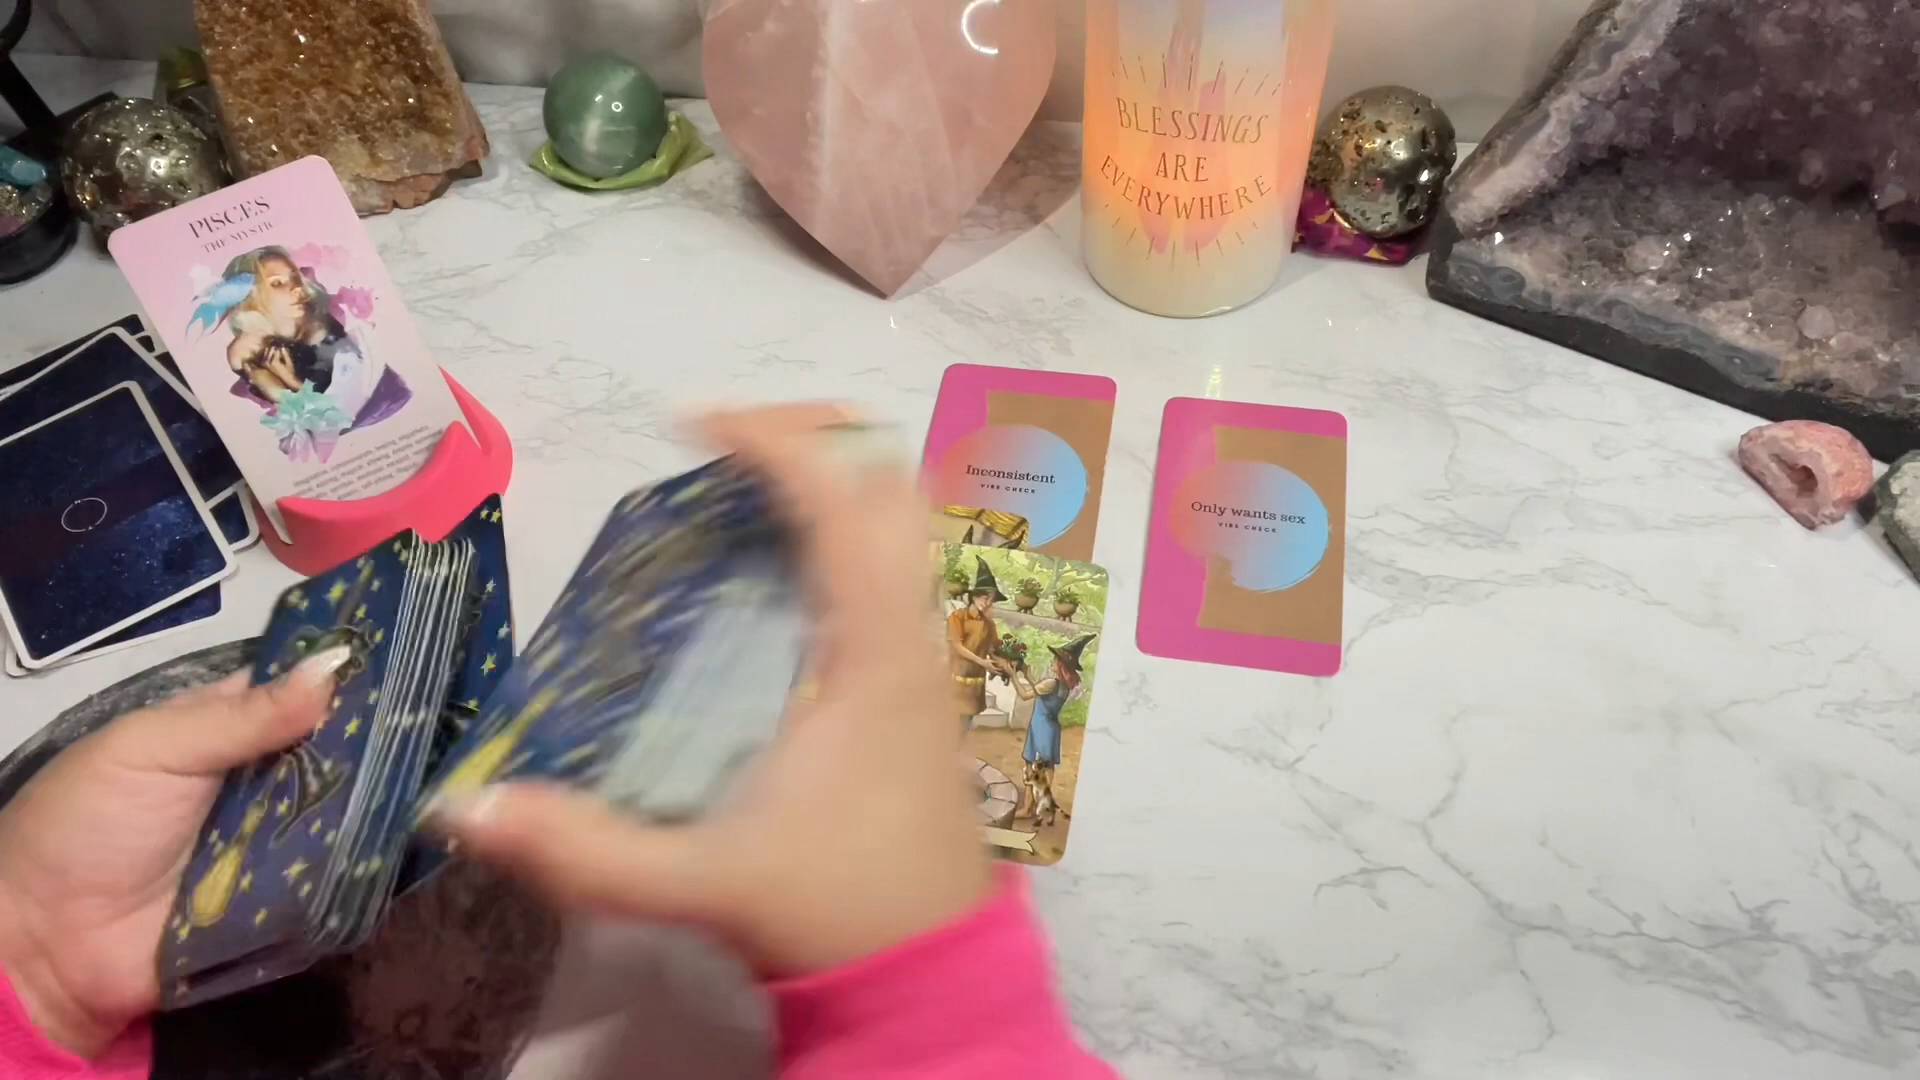 PISCES
THE MYSTIC
BLESSINGS
ARE
EVERYWHERE
Inconsistent
VIBE CHECK
Only wants sex
VIBE CHECK